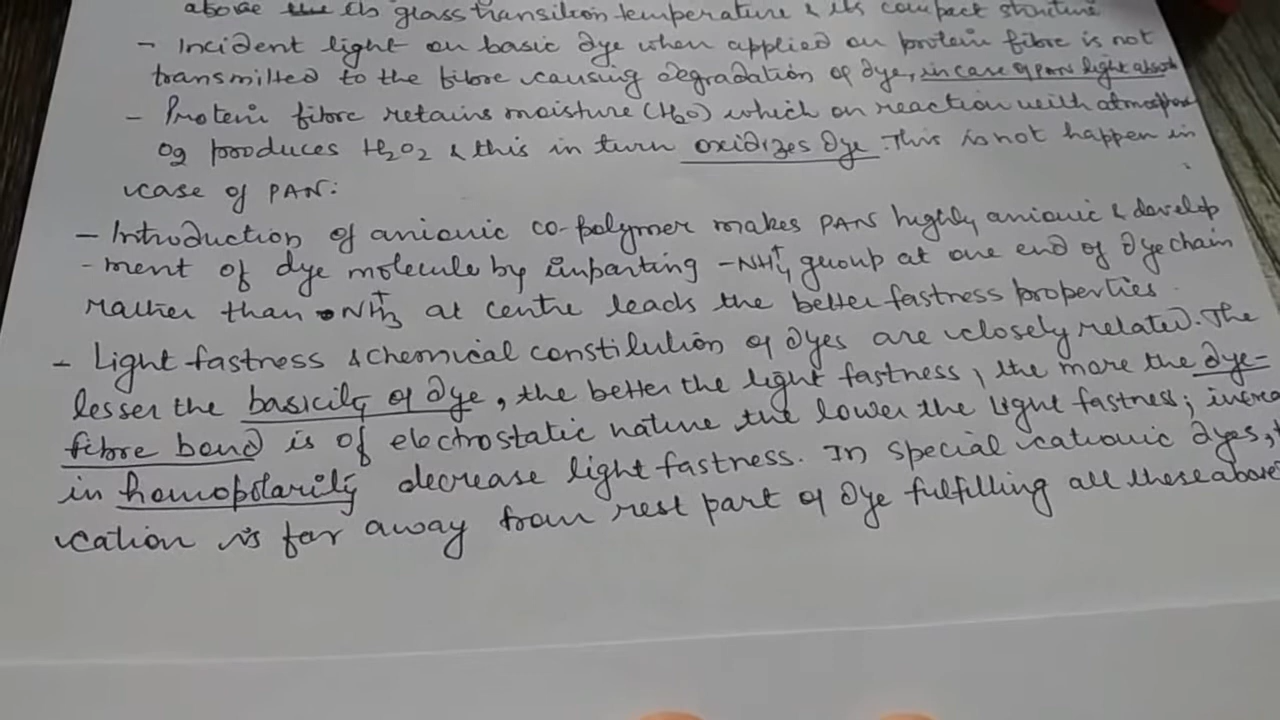 above its glass transition temperature & its compact structure
- Incident light on basic dye when applied on protein fibre is not
transmitted to the fibre causing degradation of dye, in case of PAN light absorb
- Protein fibre retains moisture (H2O) which on reaction with atmosphe
O2 produces H2O2 & this in turn oxidizes dye. This is not happen in
case of PAN.
- Introduction of anionic co-polymer makes PAN highly anionic & develop
-ment of dye molecule by imparting -NH4+ group at one end of dye chain
rather than NH3+ at centre leads the better fastness properties.
- Light fastness & chemical constitution of dyes are closely related. The
lesser the basicity of dye, the better the light fastness, the more the dye-
fibre bond is of electrostatic nature the lower the light fastness; increa
in homopolarity decrease light fastness. In special cationic dyes,
cation is far away from rest part of dye fulfilling all these above